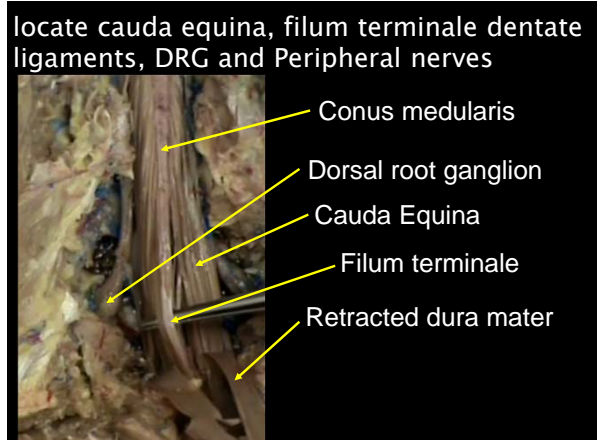 locate cauda equina, filum terminale dentate
ligaments, DRG and Peripheral nerves
Conus medularis
Dorsal root ganglion
Cauda Equina
Filum terminale
Retracted dura mater